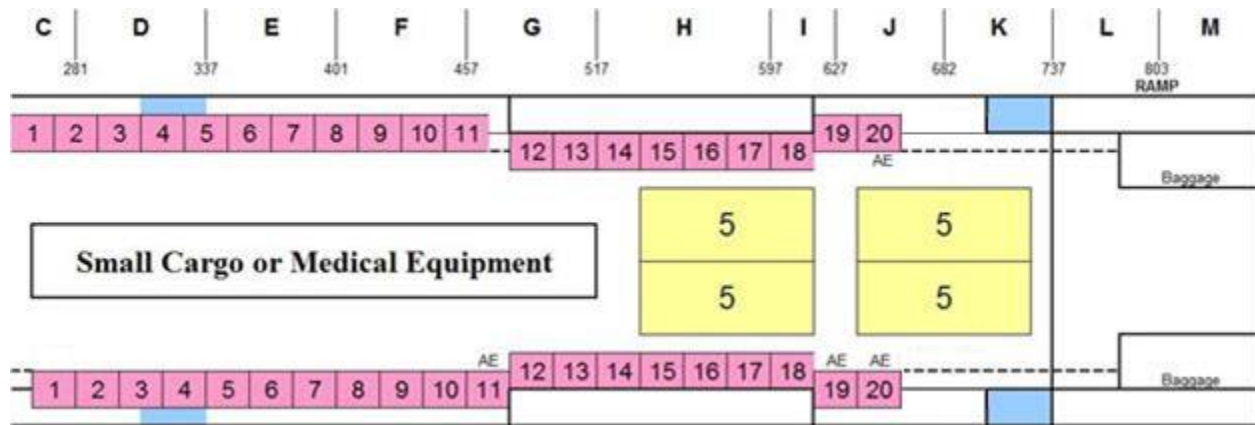 C D E F G H I J K L M
281 337 401 457 517 597 627 682 737 803
RAMP
1 2 3 4 5 6 7 8 9 10 11 19 20
12 13 14 15 16 17 18
AE
Baggage
5 5
Small Cargo or Medical Equipment
5 5
AE AE AE
12 13 14 15 16 17 18
Baggage
1 2 3 4 5 6 7 8 9 10 11 19 20